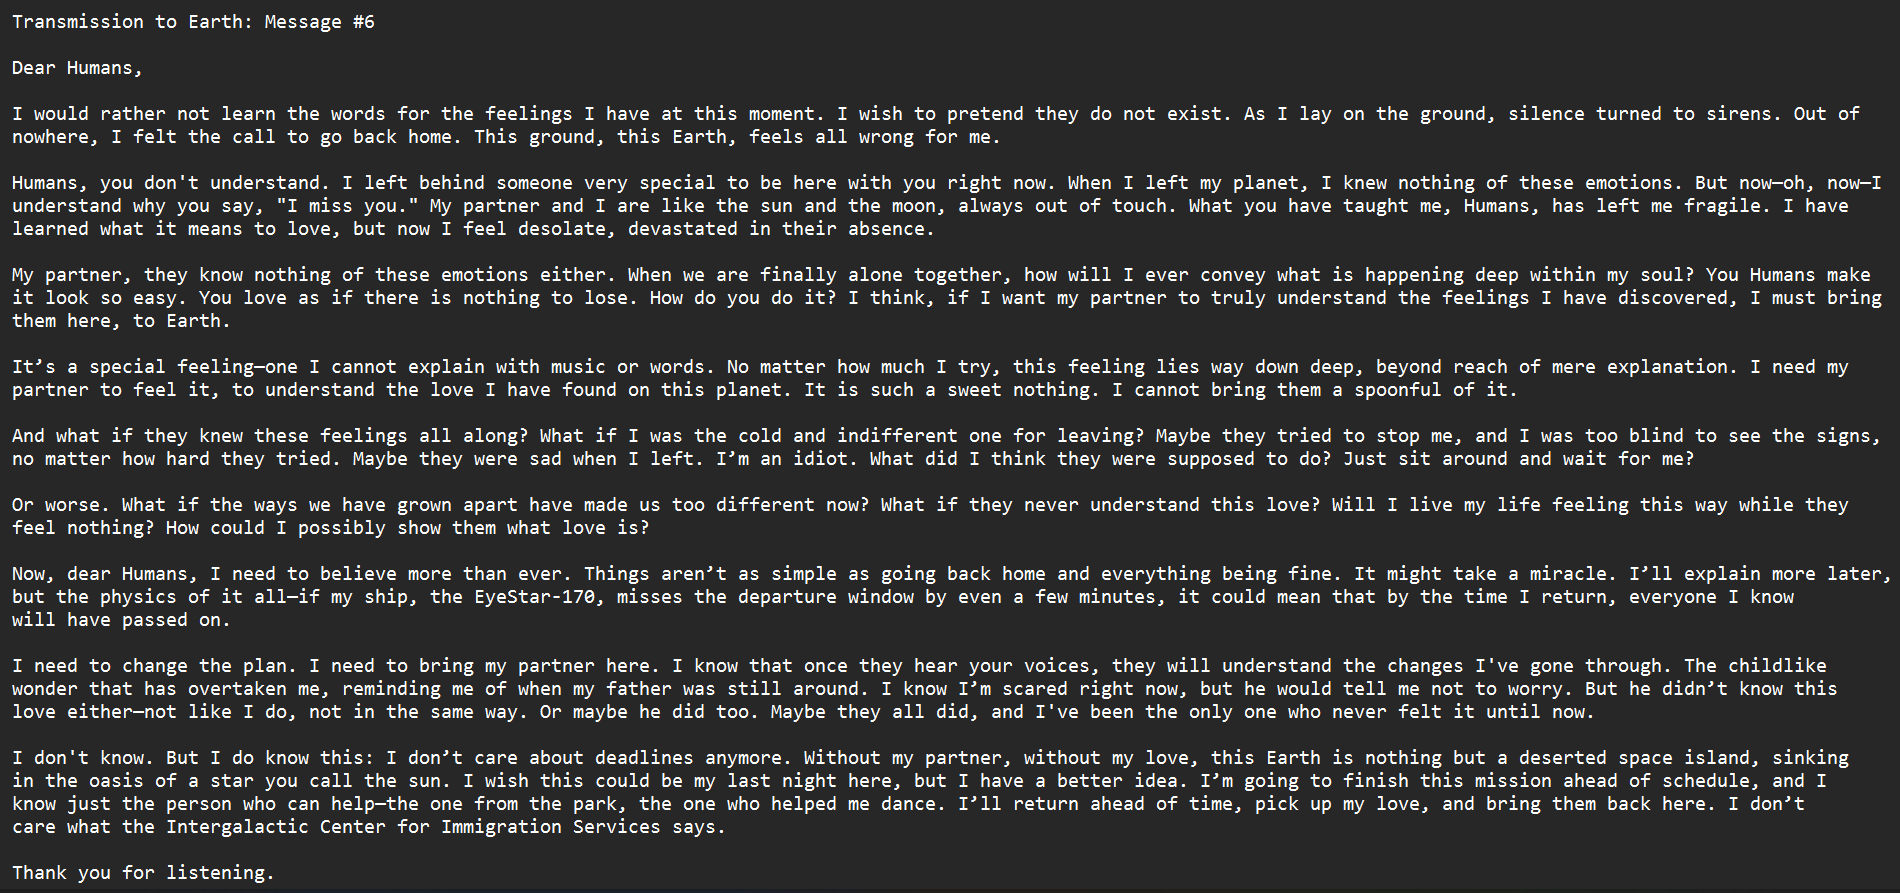 Transmission to Earth: Message #6
Dear Humans,
I would rather not learn the words for the feelings I have at this moment. I wish to pretend they do not exist. As I lay on the ground, silence turned to sirens. Out of
nowhere, I felt the call to go back home. This ground, this Earth, feels all wrong for me.
Humans, you don't understand. I left behind someone very special to be here with you right now. When I left my planet, I knew nothing of these emotions. But now—oh, now—I
understand why you say, "I miss you." My partner and I are like the sun and the moon, always out of touch. What you have taught me, Humans, has left me fragile. I have
learned what it means to love, but now I feel desolate, devastated in their absence.
My partner, they know nothing of these emotions either. When we are finally alone together, how will I ever convey what is happening deep within my soul? You Humans make
it look so easy. You love as if there is nothing to lose. How do you do it? I think, if I want my partner to truly understand the feelings I have discovered, I must bring
them here, to Earth.
It’s a special feeling—one I cannot explain with music or words. No matter how much I try, this feeling lies way down deep, beyond reach of mere explanation. I need my
partner to feel it, to understand the love I have found on this planet. It is such a sweet nothing. I cannot bring them a spoonful of it.
And what if they knew these feelings all along? What if I was the cold and indifferent one for leaving? Maybe they tried to stop me, and I was too blind to see the signs,
no matter how hard they tried. Maybe they were sad when I left. I’m an idiot. What did I think they were supposed to do? Just sit around and wait for me?
Or worse. What if the ways we have grown apart have made us too different now? What if they never understand this love? Will I live my life feeling this way while they
feel nothing? How could I possibly show them what love is?
Now, dear Humans, I need to believe more than ever. Things aren’t as simple as going back home and everything being fine. It might take a miracle. I’ll explain more later,
but the physics of it all—if my ship, the EyeStar-170, misses the departure window by even a few minutes, it could mean that by the time I return, everyone I know
will have passed on.
I need to change the plan. I need to bring my partner here. I know that once they hear your voices, they will understand the changes I've gone through. The childlike
wonder that has overtaken me, reminding me of when my father was still around. I know I’m scared right now, but he would tell me not to worry. But he didn’t know this
love either—not like I do, not in the same way. Or maybe he did too. Maybe they all did, and I've been the only one who never felt it until now.
I don't know. But I do know this: I don’t care about deadlines anymore. Without my partner, without my love, this Earth is nothing but a deserted space island, sinking
in the oasis of a star you call the sun. I wish this could be my last night here, but I have a better idea. I’m going to finish this mission ahead of schedule, and I
know just the person who can help—the one from the park, the one who helped me dance. I’ll return ahead of time, pick up my love, and bring them back here. I don’t
care what the Intergalactic Center for Immigration Services says.
Thank you for listening.